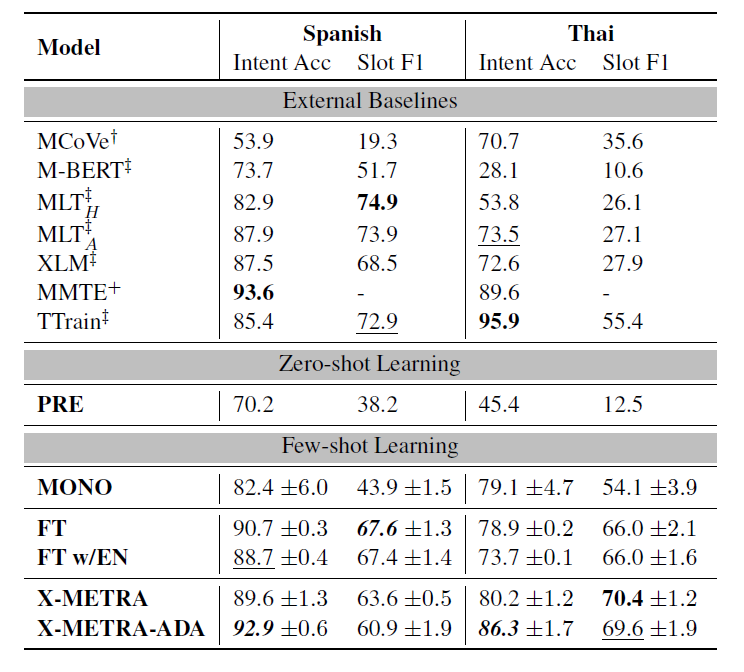 Model Spanish Thai
Intent Acc Slot F1 Intent Acc Slot F1
External Baselines
MCoVe† 53.9 19.3 70.7 35.6
M-BERT‡ 73.7 51.7 28.1 10.6
MLT‡H 82.9 74.9 53.8 26.1
MLT‡A 87.9 73.9 73.5 27.1
XLM‡ 87.5 68.5 72.6 27.9
MMTE+ 93.6 - 89.6 -
TTrain‡ 85.4 72.9 95.9 55.4
Zero-shot Learning
PRE 70.2 38.2 45.4 12.5
Few-shot Learning
MONO 82.4 ±6.0 43.9 ±1.5 79.1 ±4.7 54.1 ±3.9
FT 90.7 ±0.3 67.6 ±1.3 78.9 ±0.2 66.0 ±2.1
FT w/EN 88.7 ±0.4 67.4 ±1.4 73.7 ±0.1 66.0 ±1.6
X-METRA 89.6 ±1.3 63.6 ±0.5 80.2 ±1.2 70.4 ±1.2
X-METRA-ADA 92.9 ±0.6 60.9 ±1.9 86.3 ±1.7 69.6 ±1.9